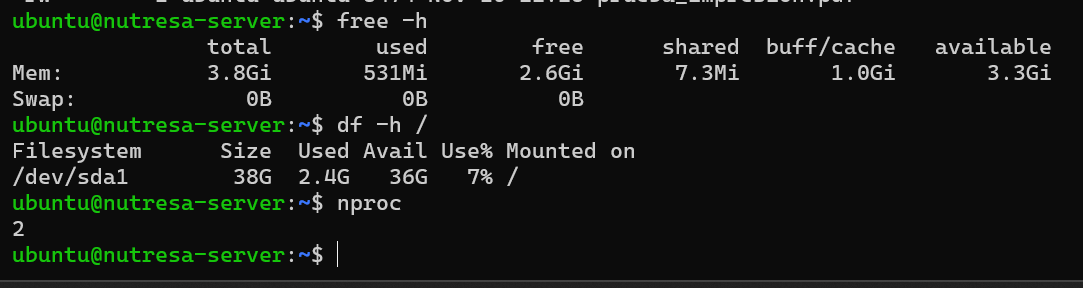 ubuntu@nutresa-server:~$ free -h
               total        used        free      shared  buff/cache   available
Mem:           3.8Gi       531Mi       2.6Gi       7.3Mi       1.0Gi       3.3Gi
Swap:             0B          0B          0B
ubuntu@nutresa-server:~$ df -h /
Filesystem      Size  Used Avail Use% Mounted on
/dev/sda1        38G  2.4G   36G   7% /
ubuntu@nutresa-server:~$ nproc
2
ubuntu@nutresa-server:~$